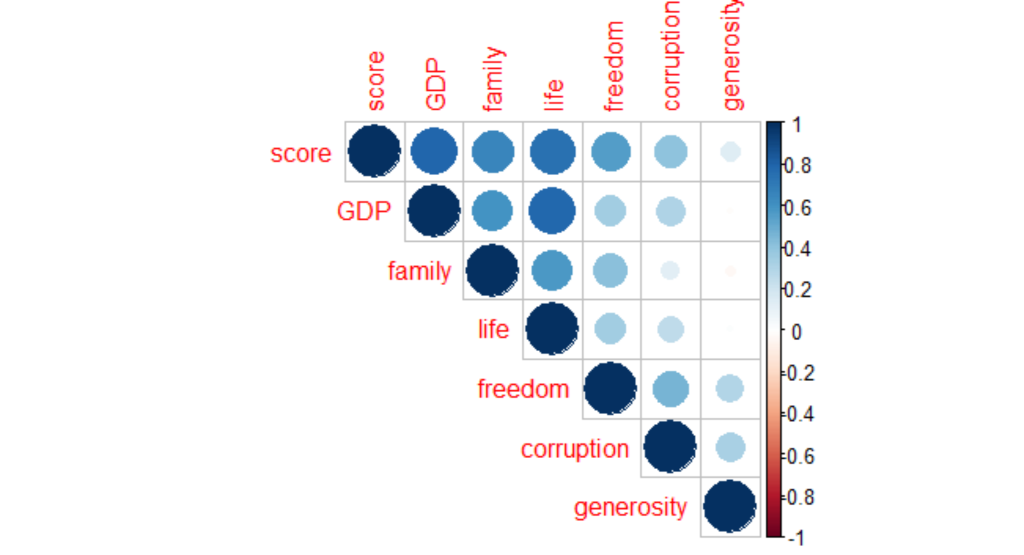 score
GDP
family
life
freedom
corruption
generosity
score
GDP
family
life
freedom
corruption
generosity
1
0.8
0.6
0.4
0.2
0
-0.2
-0.4
-0.6
-0.8
-1